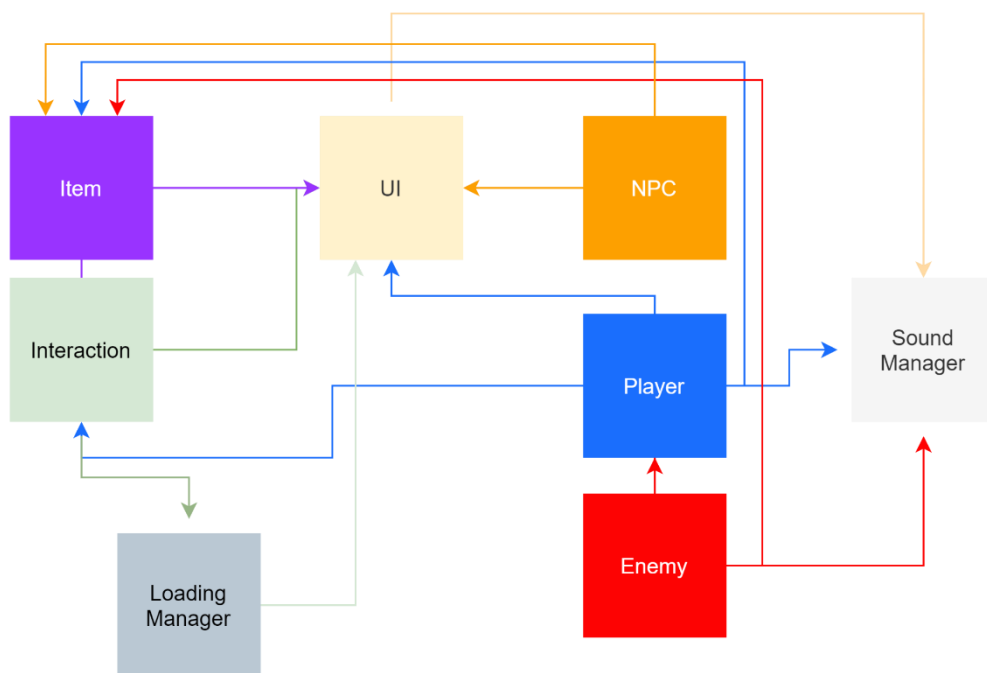 Item
UI
NPC
Interaction
Player
Sound
Manager
Enemy
Loading
Manager